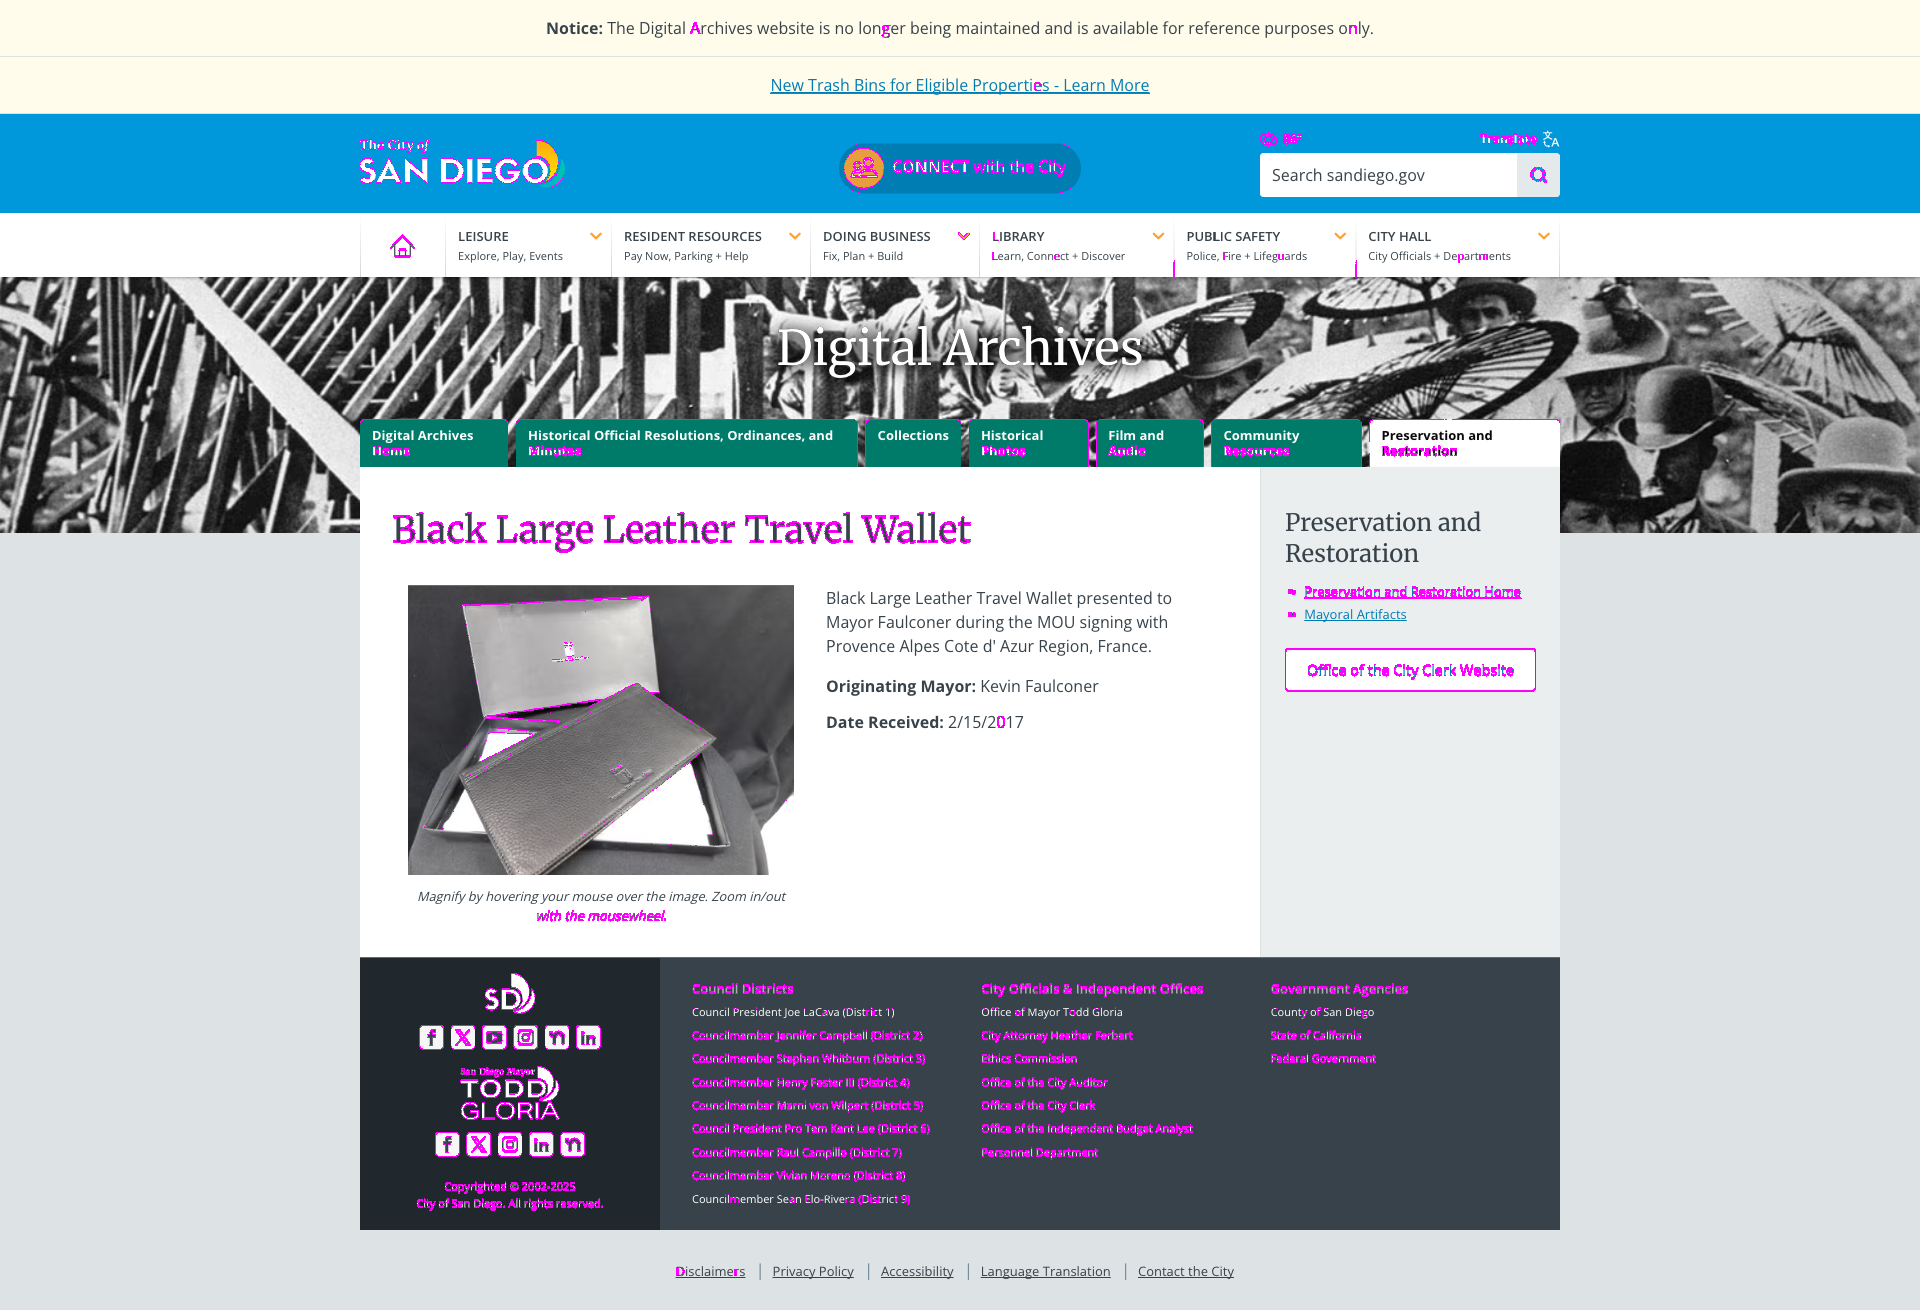 Notice: The Digital Archives website is no longer being maintained and is available for reference purposes only.
New Trash Bins for Eligible Properties - Learn More
The City of
SAN DIEGO
CONNECT with the City
Translate
Search sandiego.gov
LEISURE
Explore, Play, Events
RESIDENT RESOURCES
Pay Now, Parking + Help
DOING BUSINESS
Fix, Plan + Build
LIBRARY
Learn, Connect + Discover
PUBLIC SAFETY
Police, Fire + Lifeguards
CITY HALL
City Officials + Departments
Digital Archives
Digital Archives
Home
Historical Official Resolutions, Ordinances, and
Minutes
Collections
Historical
Photos
Film and
Audio
Community
Resources
Preservation and
Restoration
Black Large Leather Travel Wallet
Black Large Leather Travel Wallet presented to
Mayor Faulconer during the MOU signing with
Provence Alpes Cote d' Azur Region, France.
Originating Mayor: Kevin Faulconer
Date Received: 2/15/2017
Magnify by hovering your mouse over the image. Zoom in/out
with the mousewheel.
Preservation and
Restoration
Preservation and Restoration Home
Mayoral Artifacts
Office of the City Clerk Website
SD
San Diego Mayor
TODD
GLORIA
Copyrighted © 2002-2025
City of San Diego. All rights reserved.
Council Districts
Council President Joe LaCava (District 1)
Councilmember Jennifer Campbell (District 2)
Councilmember Stephen Whitburn (District 3)
Councilmember Henry Foster III (District 4)
Councilmember Marni von Wilpert (District 5)
Council President Pro Tem Kent Lee (District 6)
Councilmember Raul Campillo (District 7)
Councilmember Vivian Moreno (District 8)
Councilmember Sean Elo-Rivera (District 9)
City Officials & Independent Offices
Office of Mayor Todd Gloria
City Attorney Heather Ferbert
Ethics Commission
Office of the City Auditor
Office of the City Clerk
Office of the Independent Budget Analyst
Personnel Department
Government Agencies
County of San Diego
State of California
Federal Government
Disclaimers
Privacy Policy
Accessibility
Language Translation
Contact the City